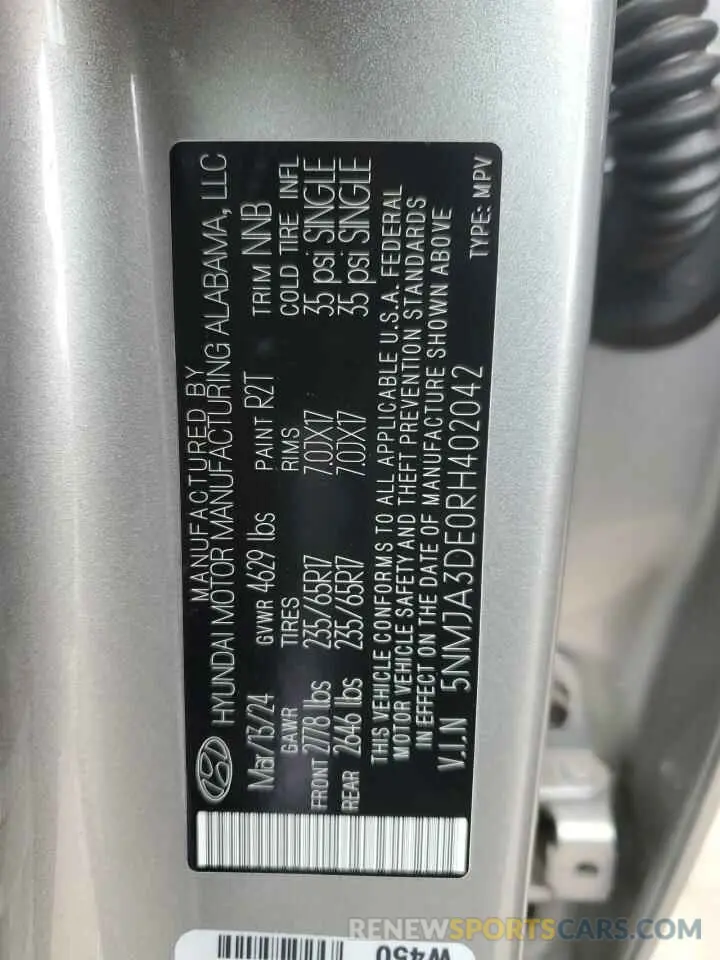 MANUFACTURED BY
HYUNDAI MOTOR MANUFACTURING ALABAMA, LLC
Mar/13/24 GVWR 4629 lbs PAINT R2T TRIM NNB
GAWR TIRES RIMS COLD TIRE INFL
FRONT 2778 lbs 235/65R17 7.0JX17 35 psi SINGLE
REAR 2646 lbs 235/65R17 7.0JX17 35 psi SINGLE
THIS VEHICLE CONFORMS TO ALL APPLICABLE U.S.A. FEDERAL
MOTOR VEHICLE SAFETY AND THEFT PREVENTION STANDARDS
IN EFFECT ON THE DATE OF MANUFACTURE SHOWN ABOVE
V.I.N 5NMJA3DE0RH402042
TYPE: MPV
W450
RENEWSPORTSCARS.COM